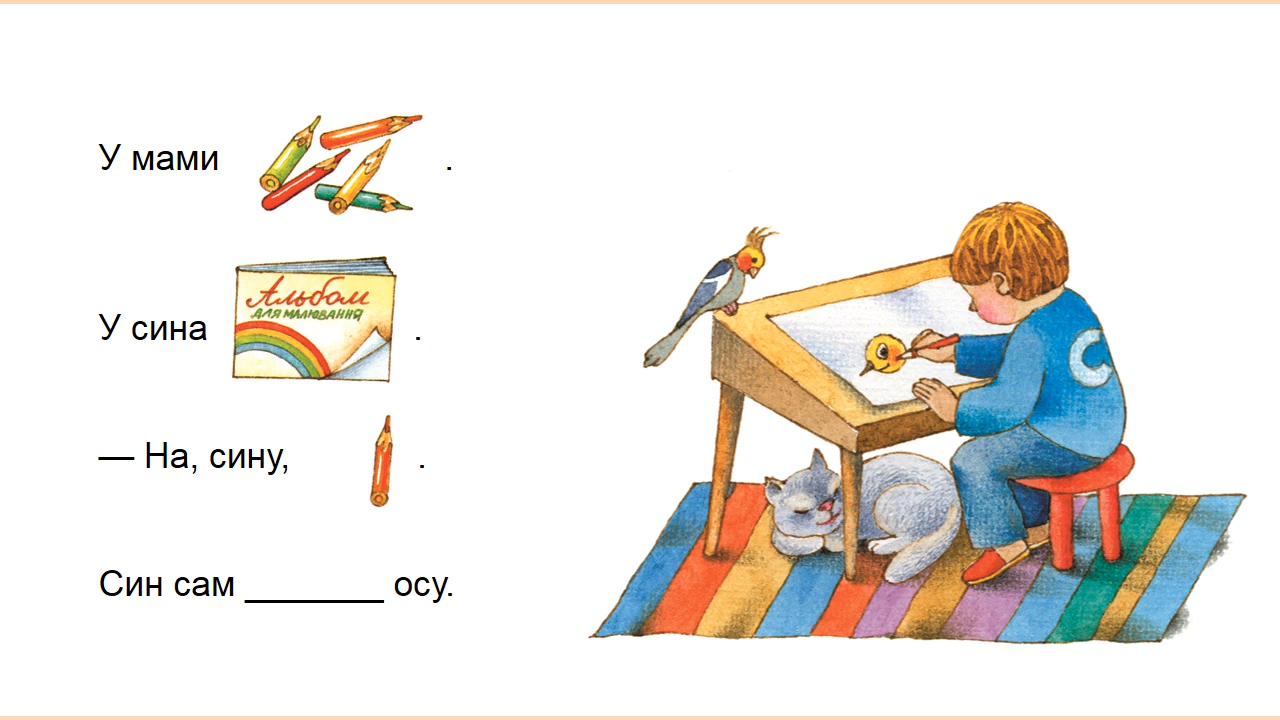 У мами .
Альбом
ДЛЯ МАЛЮВАННЯ
У сина .
— На, сину, .
Син сам _______ осу.
С